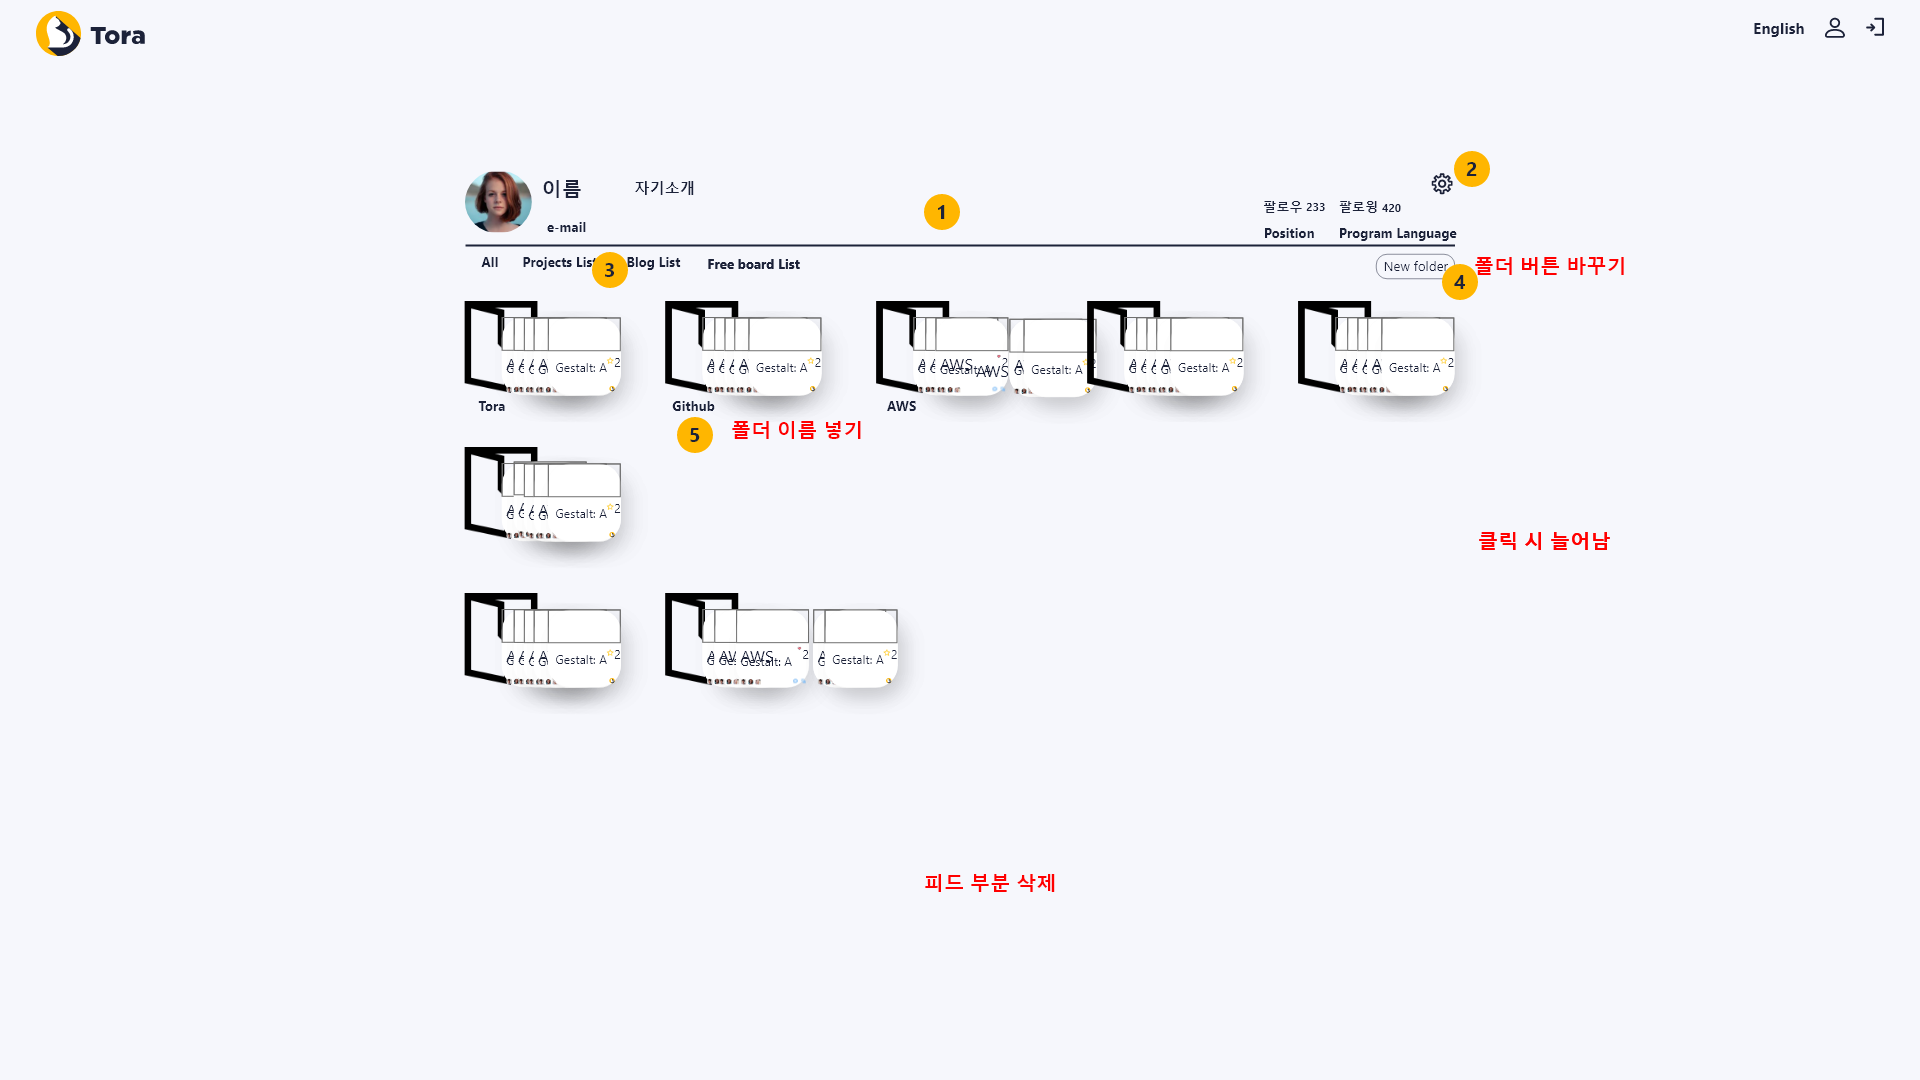 Tora
English
2
이름
자기소개
1
팔로우 233
팔로윙 420
e-mail
Position
Program Language
All
Projects List
3
Blog List
Free board List
New folder
4
폴더 버튼 바꾸기
Gestalt: A
2
Gestalt: A
2
AWS
AWS
Gestalt: A
Gestalt: A
2
Gestalt: A
2
Tora
Github
AWS
5
폴더 이름 넣기
Gestalt: A
2
클릭 시 늘어남
Gestalt: A
2
AWS
Gestalt: A
2
Gestalt: A
2
피드 부분 삭제